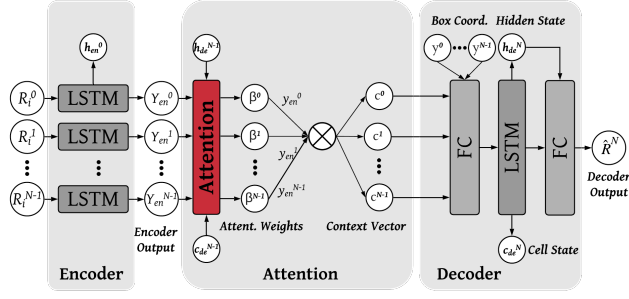 Box Coord. Hidden State
h_en^0 h_de^N-1 y^0 ••• y^N-1 h_de^N
R_i^0 LSTM Y_en^0 β^0 y_en^0 c^0
R_i^1 LSTM Y_en^1 Attention β^1 y_en^1 c^1 FC LSTM FC R̂^N
R_i^N-1 LSTM Y_en^N-1 β^N-1 y_en^N-1 c^N-1
Decoder
Output
Encoder
Output
Attent. Weights Context Vector
c_de^N-1 c_de^N Cell State
Encoder Attention Decoder